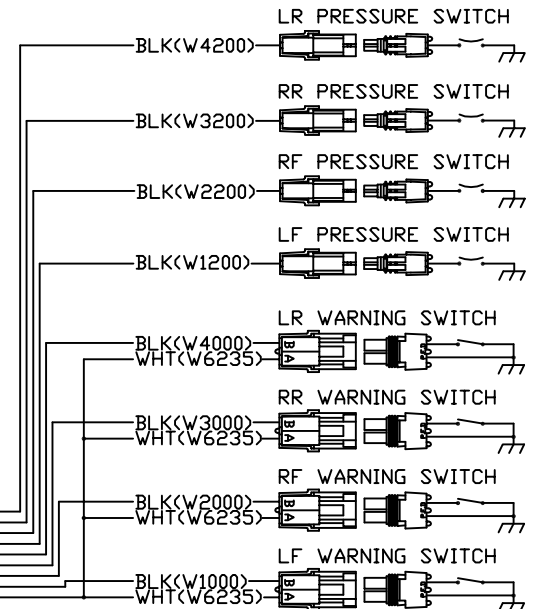 LR PRESSURE SWITCH
BLK(W4200)
RR PRESSURE SWITCH
BLK(W3200)
RF PRESSURE SWITCH
BLK(W2200)
LF PRESSURE SWITCH
BLK(W1200)
LR WARNING SWITCH
BLK(W4000) B
WHT(W6235) A
RR WARNING SWITCH
BLK(W3000) B
WHT(W6235) A
RF WARNING SWITCH
BLK(W2000) B
WHT(W6235) A
LF WARNING SWITCH
BLK(W1000) B
WHT(W6235) A